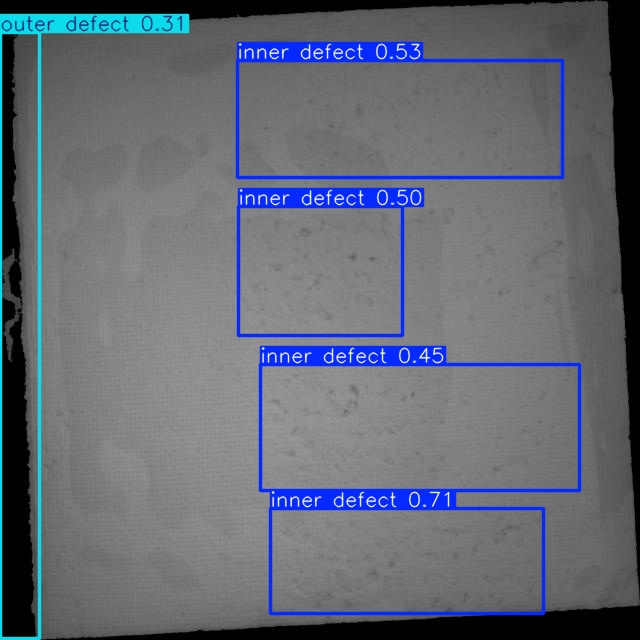 outer defect 0.31
inner defect 0.53
inner defect 0.50
inner defect 0.45
inner defect 0.71